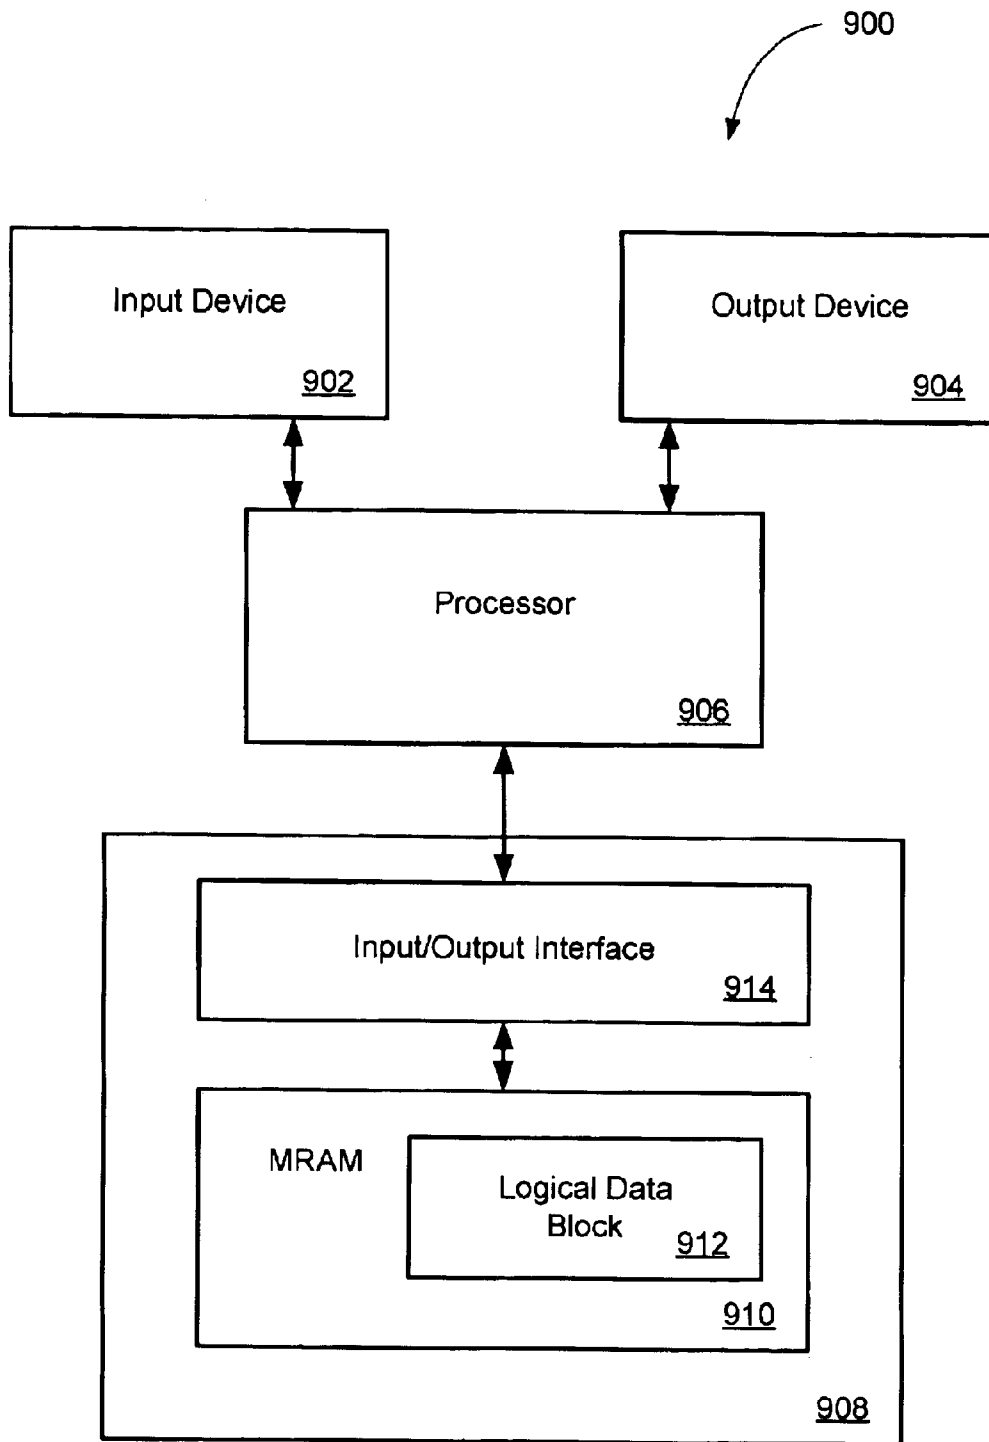 900
Input Device
902
Output Device
904
Processor
906
Input/Output Interface
914
MRAM
Logical Data
Block
912
910
908